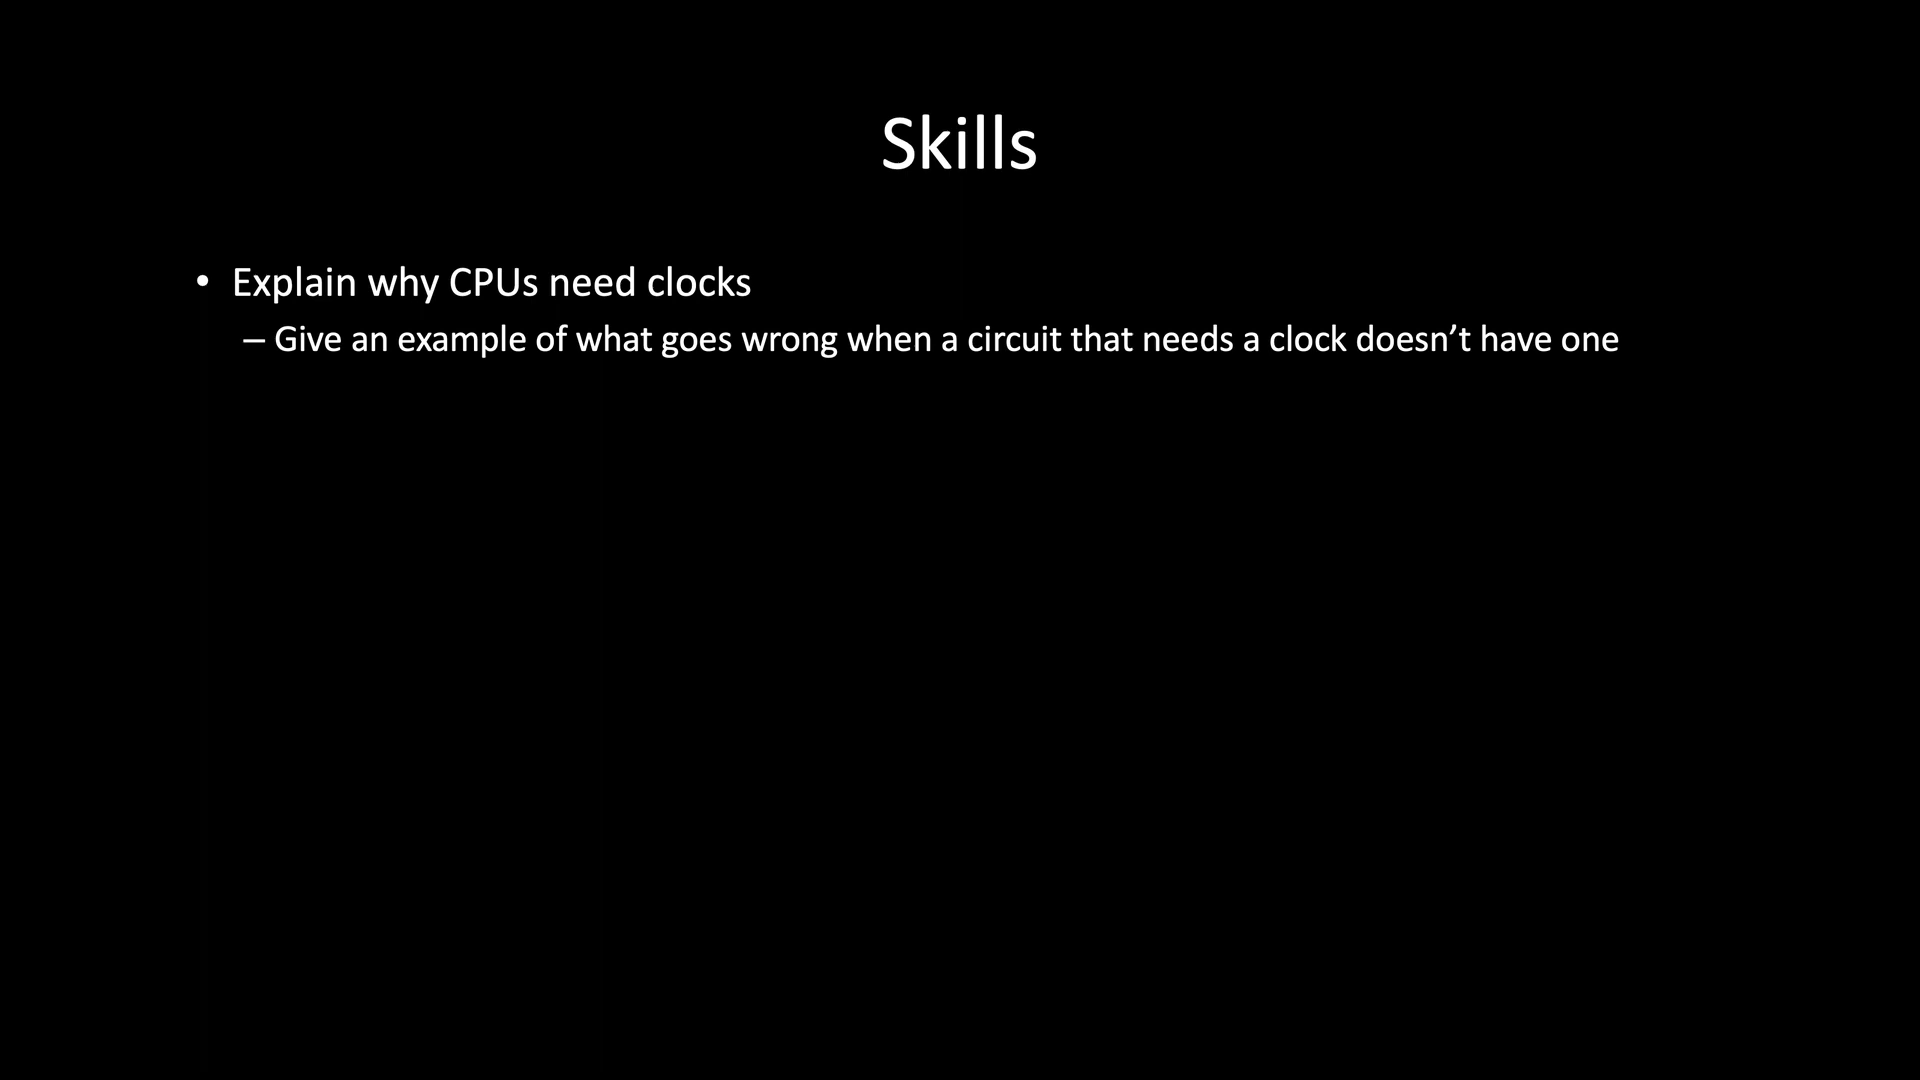 Skills
• Explain why CPUs need clocks
– Give an example of what goes wrong when a circuit that needs a clock doesn’t have one